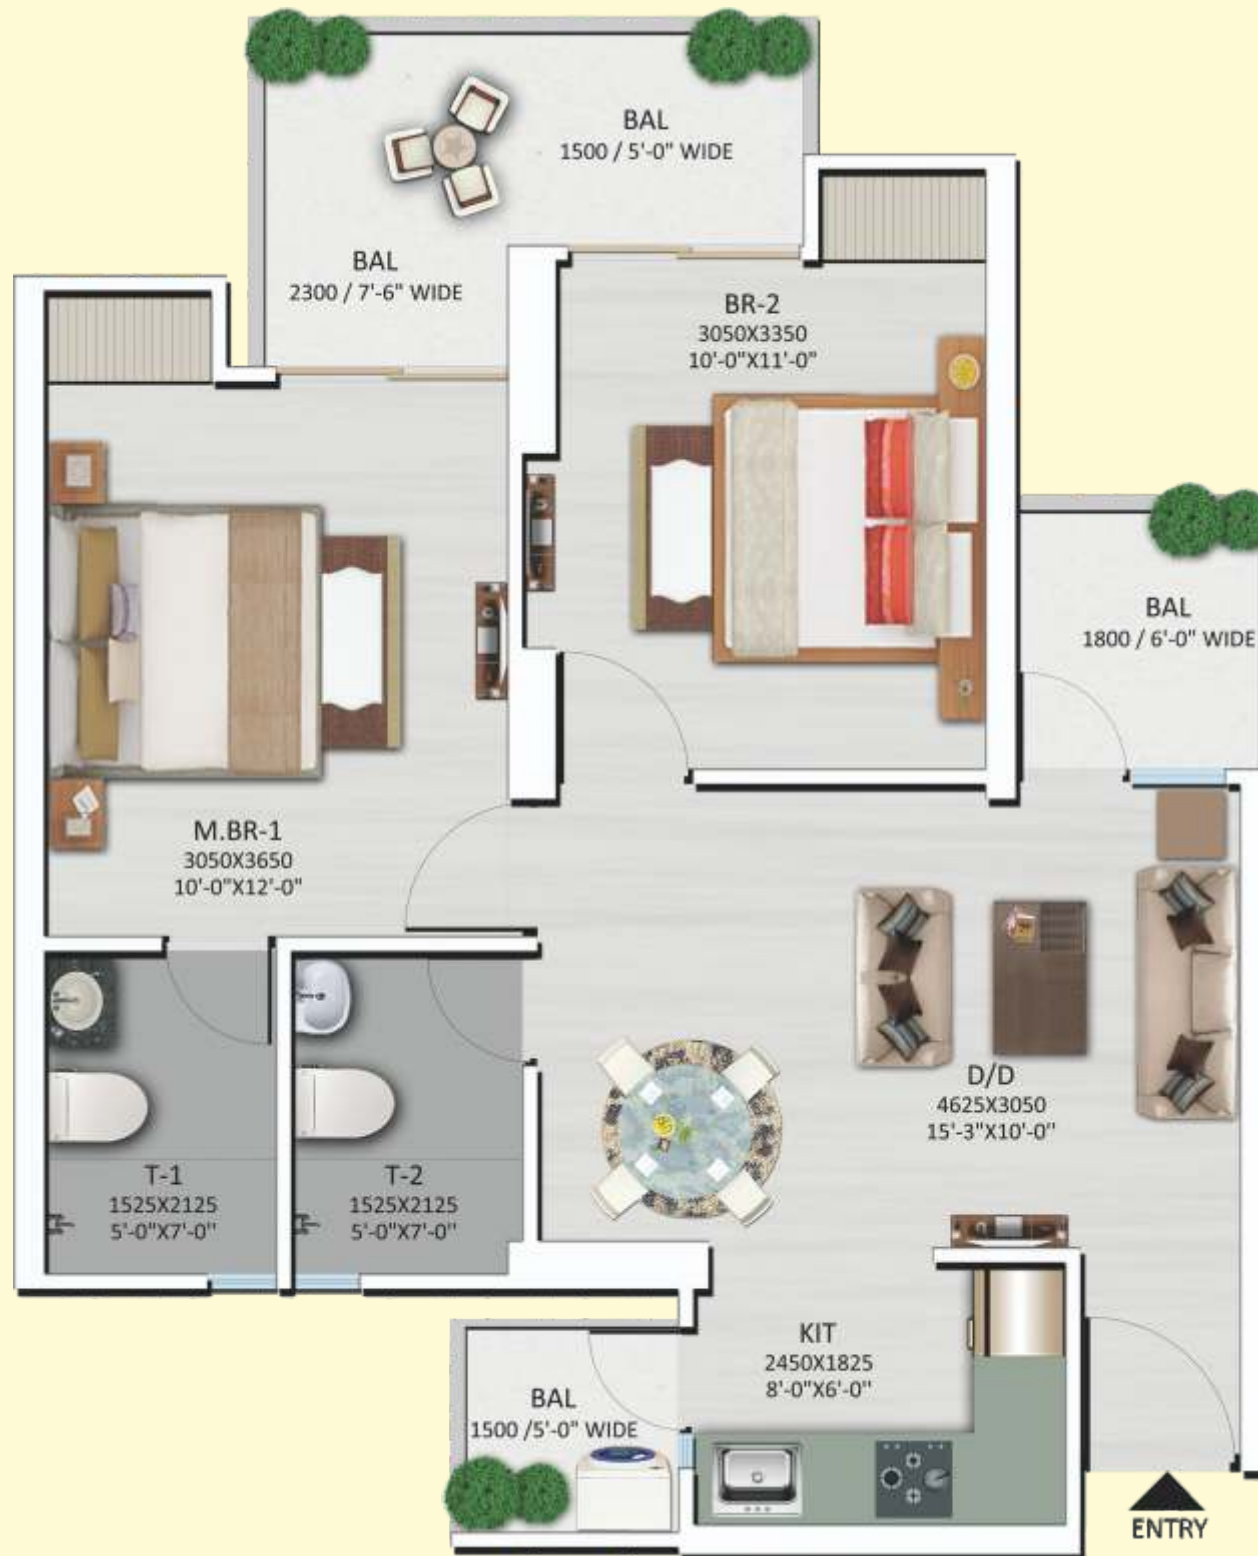 BAL
1500 / 5'-0" WIDE
BAL
2300 / 7'-6" WIDE
BR-2
3050X3350
10'-0"X11'-0"
BAL
1800 / 6'-0" WIDE
M.BR-1
3050X3650
10'-0"X12'-0"
D/D
4625X3050
15'-3"X10'-0"
T-1
1525X2125
5'-0"X7'-0"
T-2
1525X2125
5'-0"X7'-0"
KIT
2450X1825
8'-0"X6'-0"
BAL
1500 /5'-0" WIDE
ENTRY